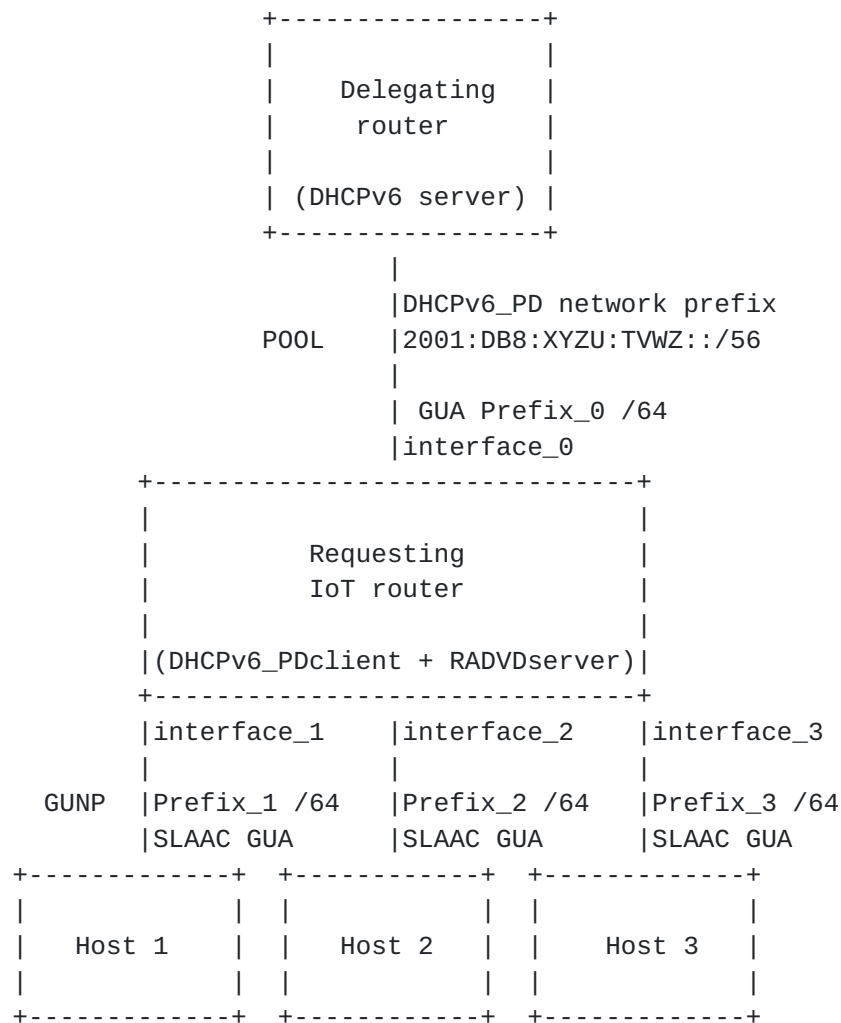 Delegating
router
(DHCPv6 server)
|DHCPv6_PD network prefix
POOL |2001:DB8:XYZU:TVWZ::/56
| GUA Prefix_0 /64
|interface_0
Requesting
IoT router
|(DHCPv6_PDclient + RADVDserver)|
|interface_1 |interface_2 |interface_3
GUNP |Prefix_1 /64 |Prefix_2 /64 |Prefix_3 /64
|SLAAC GUA |SLAAC GUA |SLAAC GUA
Host 1 Host 2 Host 3